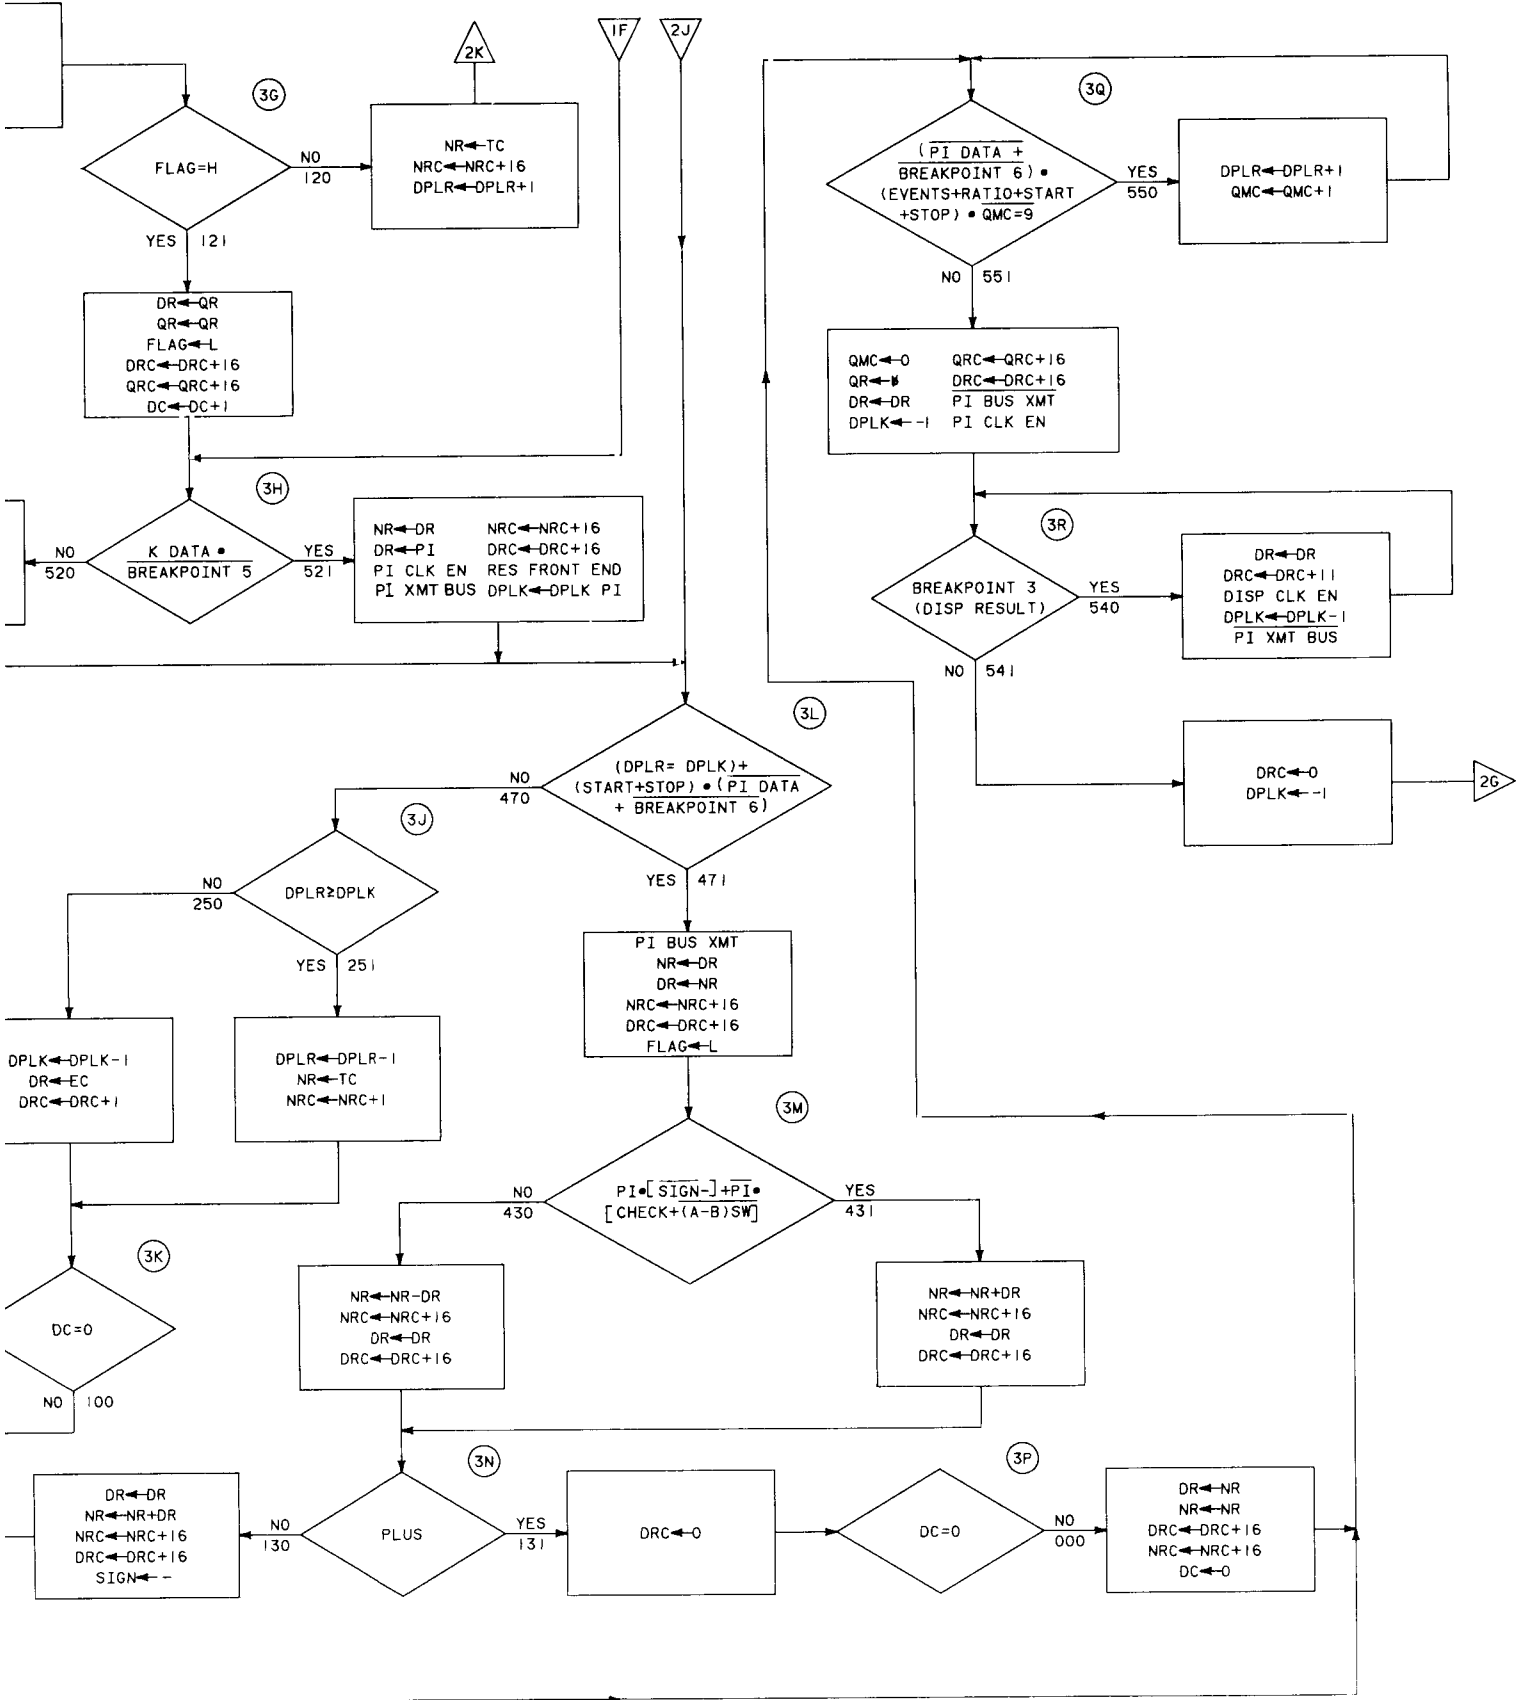 1F
2J
2K
3G
FLAG=H
NO
120
NR←TC
NRC←NRC+16
DPLR←DPLR+1
YES 121
DR←QR
QR←QR
FLAG←L
DRC←DRC+16
QRC←QRC+16
DC←DC+1
3H
K DATA •
BREAKPOINT 5
NO
520
YES
521
NR←DR NRC←NRC+16
DR←PI DRC←DRC+16
PI CLK EN RES FRONT END
PI XMT BUS DPLK←DPLK PI
3Q
(PI DATA +
BREAKPOINT 6) •
(EVENTS+RATIO+START
+STOP) • QMC=9
YES
550
DPLR←DPLR+1
QMC←QMC+1
NO 551
QMC←0 QRC←QRC+16
QR← DRC←DRC+16
DR←DR PI BUS XMT
DPLK←-1 PI CLK EN
3R
BREAKPOINT 3
(DISP RESULT)
YES
540
DR←DR
DRC←DRC+11
DISP CLK EN
DPLK←DPLK-1
PI XMT BUS
NO 541
DRC←0
DPLK←-1
2G
3L
(DPLR= DPLK)+
(START+STOP) • (PI DATA
+ BREAKPOINT 6)
NO
470
YES 471
3J
DPLR≥DPLK
NO
250
YES 251
DPLK←DPLK-1
DR←EC
DRC←DRC+1
DPLR←DPLR-1
NR←TC
NRC←NRC+1
PI BUS XMT
NR←DR
DR←NR
NRC←NRC+16
DRC←DRC+16
FLAG←L
3M
PI•[SIGN-]+PI•
[CHECK+(A-B)SW]
NO
430
YES
431
3K
DC=0
NO 100
NR←NR-DR
NRC←NRC+16
DR←DR
DRC←DRC+16
NR←NR+DR
NRC←NRC+16
DR←DR
DRC←DRC+16
3N
PLUS
NO
130
YES
131
DR←DR
NR←NR+DR
NRC←NRC+16
DRC←DRC+16
SIGN← -
DRC←0
3P
DC=0
NO
000
DR←NR
NR←NR
DRC←DRC+16
NRC←NRC+16
DC←0